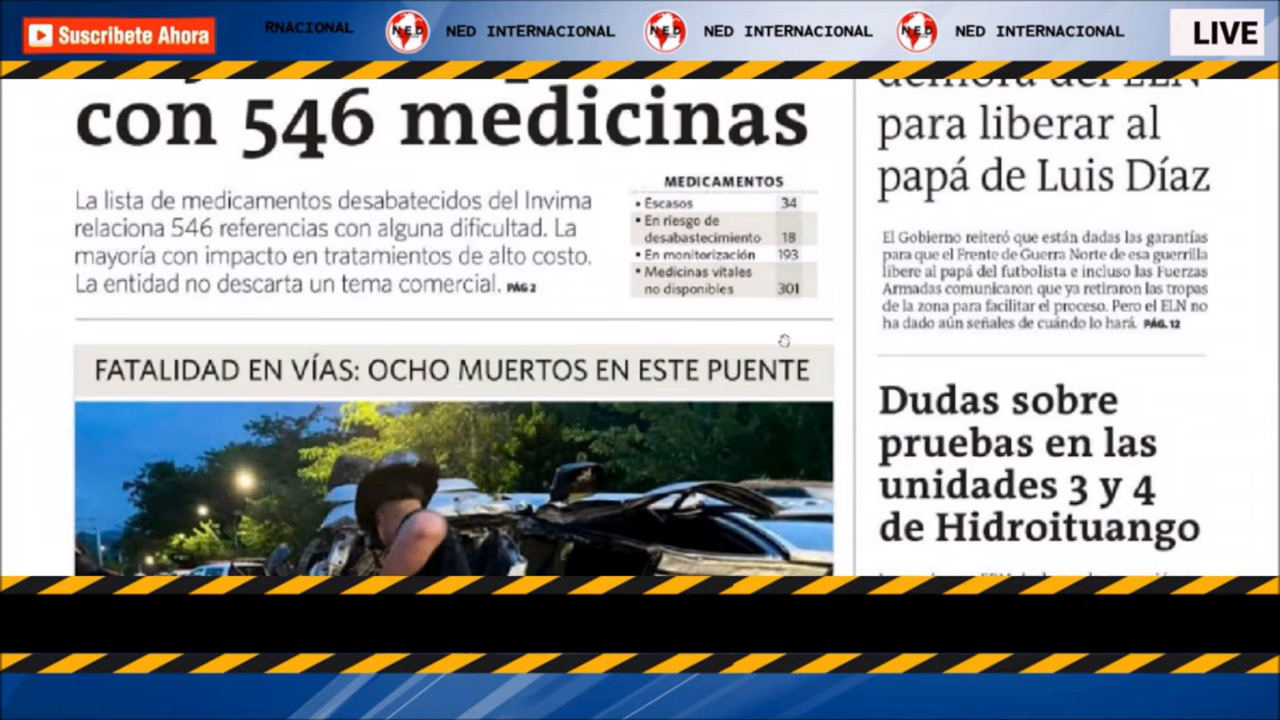 Suscribete Ahora
RNACIONAL
NED
NED INTERNACIONAL
NED
NED INTERNACIONAL
NED
NED INTERNACIONAL
LIVE
con 546 medicinas
La lista de medicamentos desabatecidos del Invima
relaciona 546 referencias con alguna dificultad. La
mayoría con impacto en tratamientos de alto costo.
La entidad no descarta un tema comercial. PÁG 2
MEDICAMENTOS
• Escasos 34
• En riesgo de
desabastecimiento 18
• En monitorización 193
• Medicinas vitales
no disponibles 301
FATALIDAD EN VÍAS: OCHO MUERTOS EN ESTE PUENTE
demora del ELN
para liberar al
papá de Luis Díaz
El Gobierno reiteró que están dadas las garantías
para que el Frente de Guerra Norte de esa guerrilla
libere al papá del futbolista e incluso las Fuerzas
Armadas comunicaron que ya retiraron las tropas
de la zona para facilitar el proceso. Pero el ELN no
ha dado aún señales de cuándo lo hará. PÁG. 12
Dudas sobre
pruebas en las
unidades 3 y 4
de Hidroituango